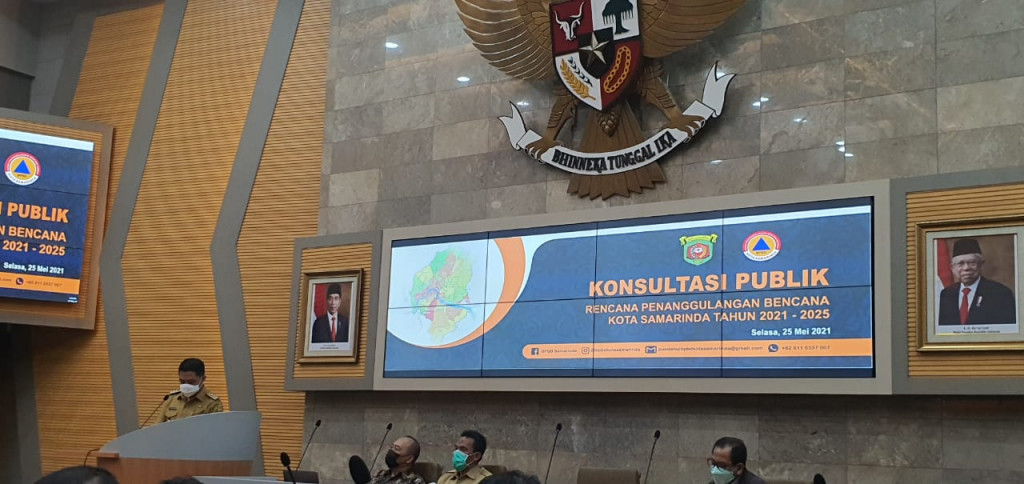 BHINNEKA TUNGGAL IKA
KONSULTASI PUBLIK
RENCANA PENANGGULANGAN BENCANA
KOTA SAMARINDA TAHUN 2021 - 2025
Selasa, 25 Mei 2021
I PUBLIK
N BENCANA
2021 - 2025
Selasa, 25 Mei 2021